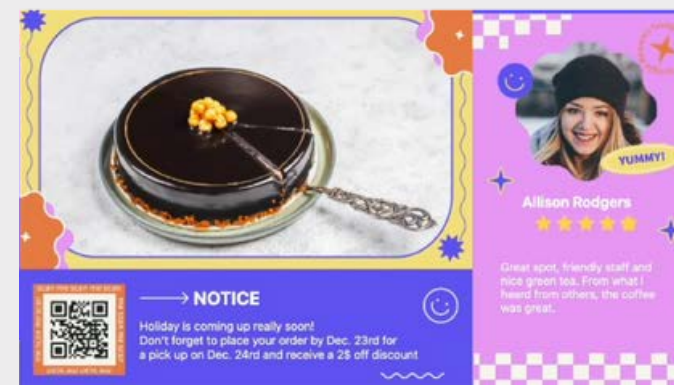 NOTICE
Holiday is coming up really soon!
Don't forget to place your order by Dec. 23rd for
a pick up on Dec. 24rd and receive a 2$ off discount
YUMMY!
Allison Rodgers
Great spot, friendly staff and
nice green tea. From what I
heard from others, the coffee
was great.